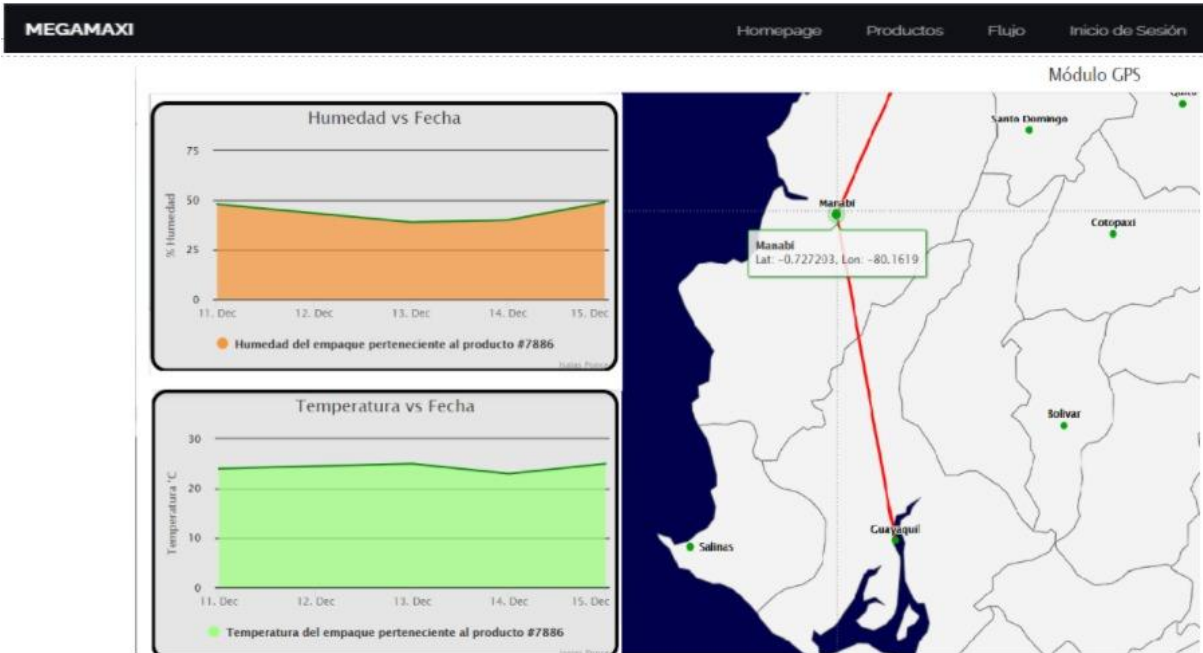 MEGAMAXI
Homepage Productos Flujo Inicio de Sesión
Módulo GPS
Humedad vs Fecha
75
50
25
0
% Humedad
11. Dec 12. Dec 13. Dec 14. Dec 15. Dec
Humedad del empaque perteneciente al producto #7886
Temperatura vs Fecha
30
20
10
0
Temperatura °C
11. Dec 12. Dec 13. Dec 14. Dec 15. Dec
Temperatura del empaque perteneciente al producto #7886
Santo Domingo
Manabi
Cotopaxi
Manabi
Lat: -0.727203, Lon: -80.1619
Bolivar
Guayaquil
Salinas